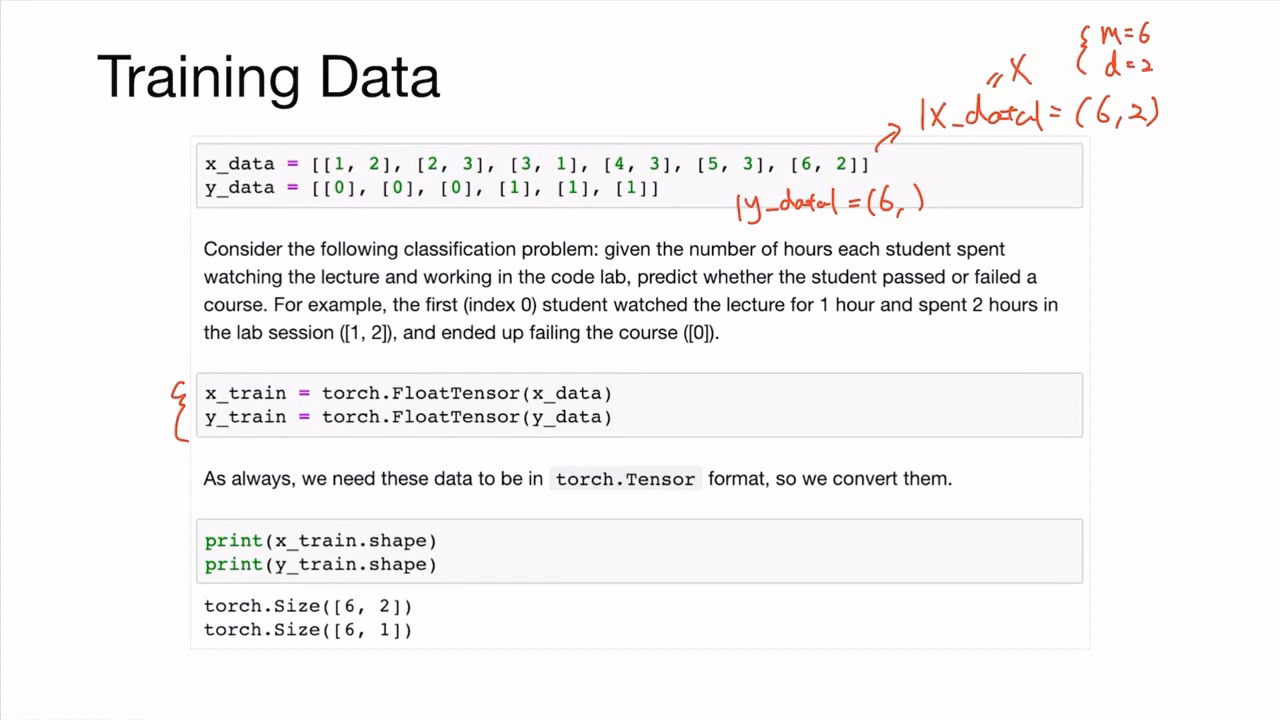 Training Data
m=6
d=2
X
|x_data|=(6,2)
x_data = [[1, 2], [2, 3], [3, 1], [4, 3], [5, 3], [6, 2]]
y_data = [[0], [0], [0], [1], [1], [1]]
|y_data|=(6, )
Consider the following classification problem: given the number of hours each student spent
watching the lecture and working in the code lab, predict whether the student passed or failed a
course. For example, the first (index 0) student watched the lecture for 1 hour and spent 2 hours in
the lab session ([1, 2]), and ended up failing the course ([0]).
x_train = torch.FloatTensor(x_data)
y_train = torch.FloatTensor(y_data)
As always, we need these data to be in torch.Tensor format, so we convert them.
print(x_train.shape)
print(y_train.shape)
torch.Size([6, 2])
torch.Size([6, 1])